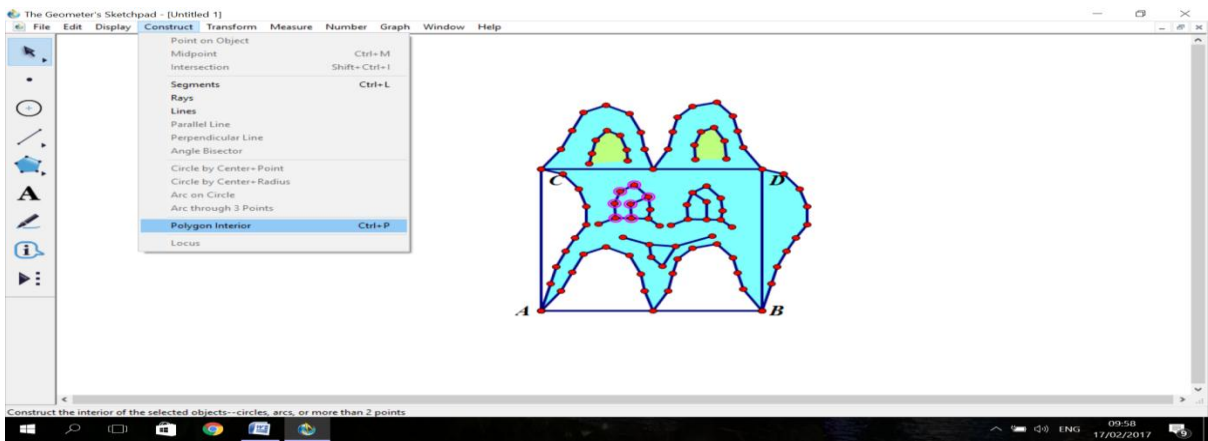 The Geometer's Sketchpad - [Untitled 1]
File Edit Display Construct Transform Measure Number Graph Window Help
Point on Object
Midpoint Ctrl+M
Intersection Shift+Ctrl+I
Segments Ctrl+L
Rays
Lines
Parallel Line
Perpendicular Line
Angle Bisector
Circle by Center+Point
Circle by Center+Radius
Arc on Circle
Arc through 3 Points
Polygon Interior Ctrl+P
Locus
A
C D
A B
Construct the interior of the selected objects--circles, arcs, or more than 2 points
ENG 09:58
17/02/2017